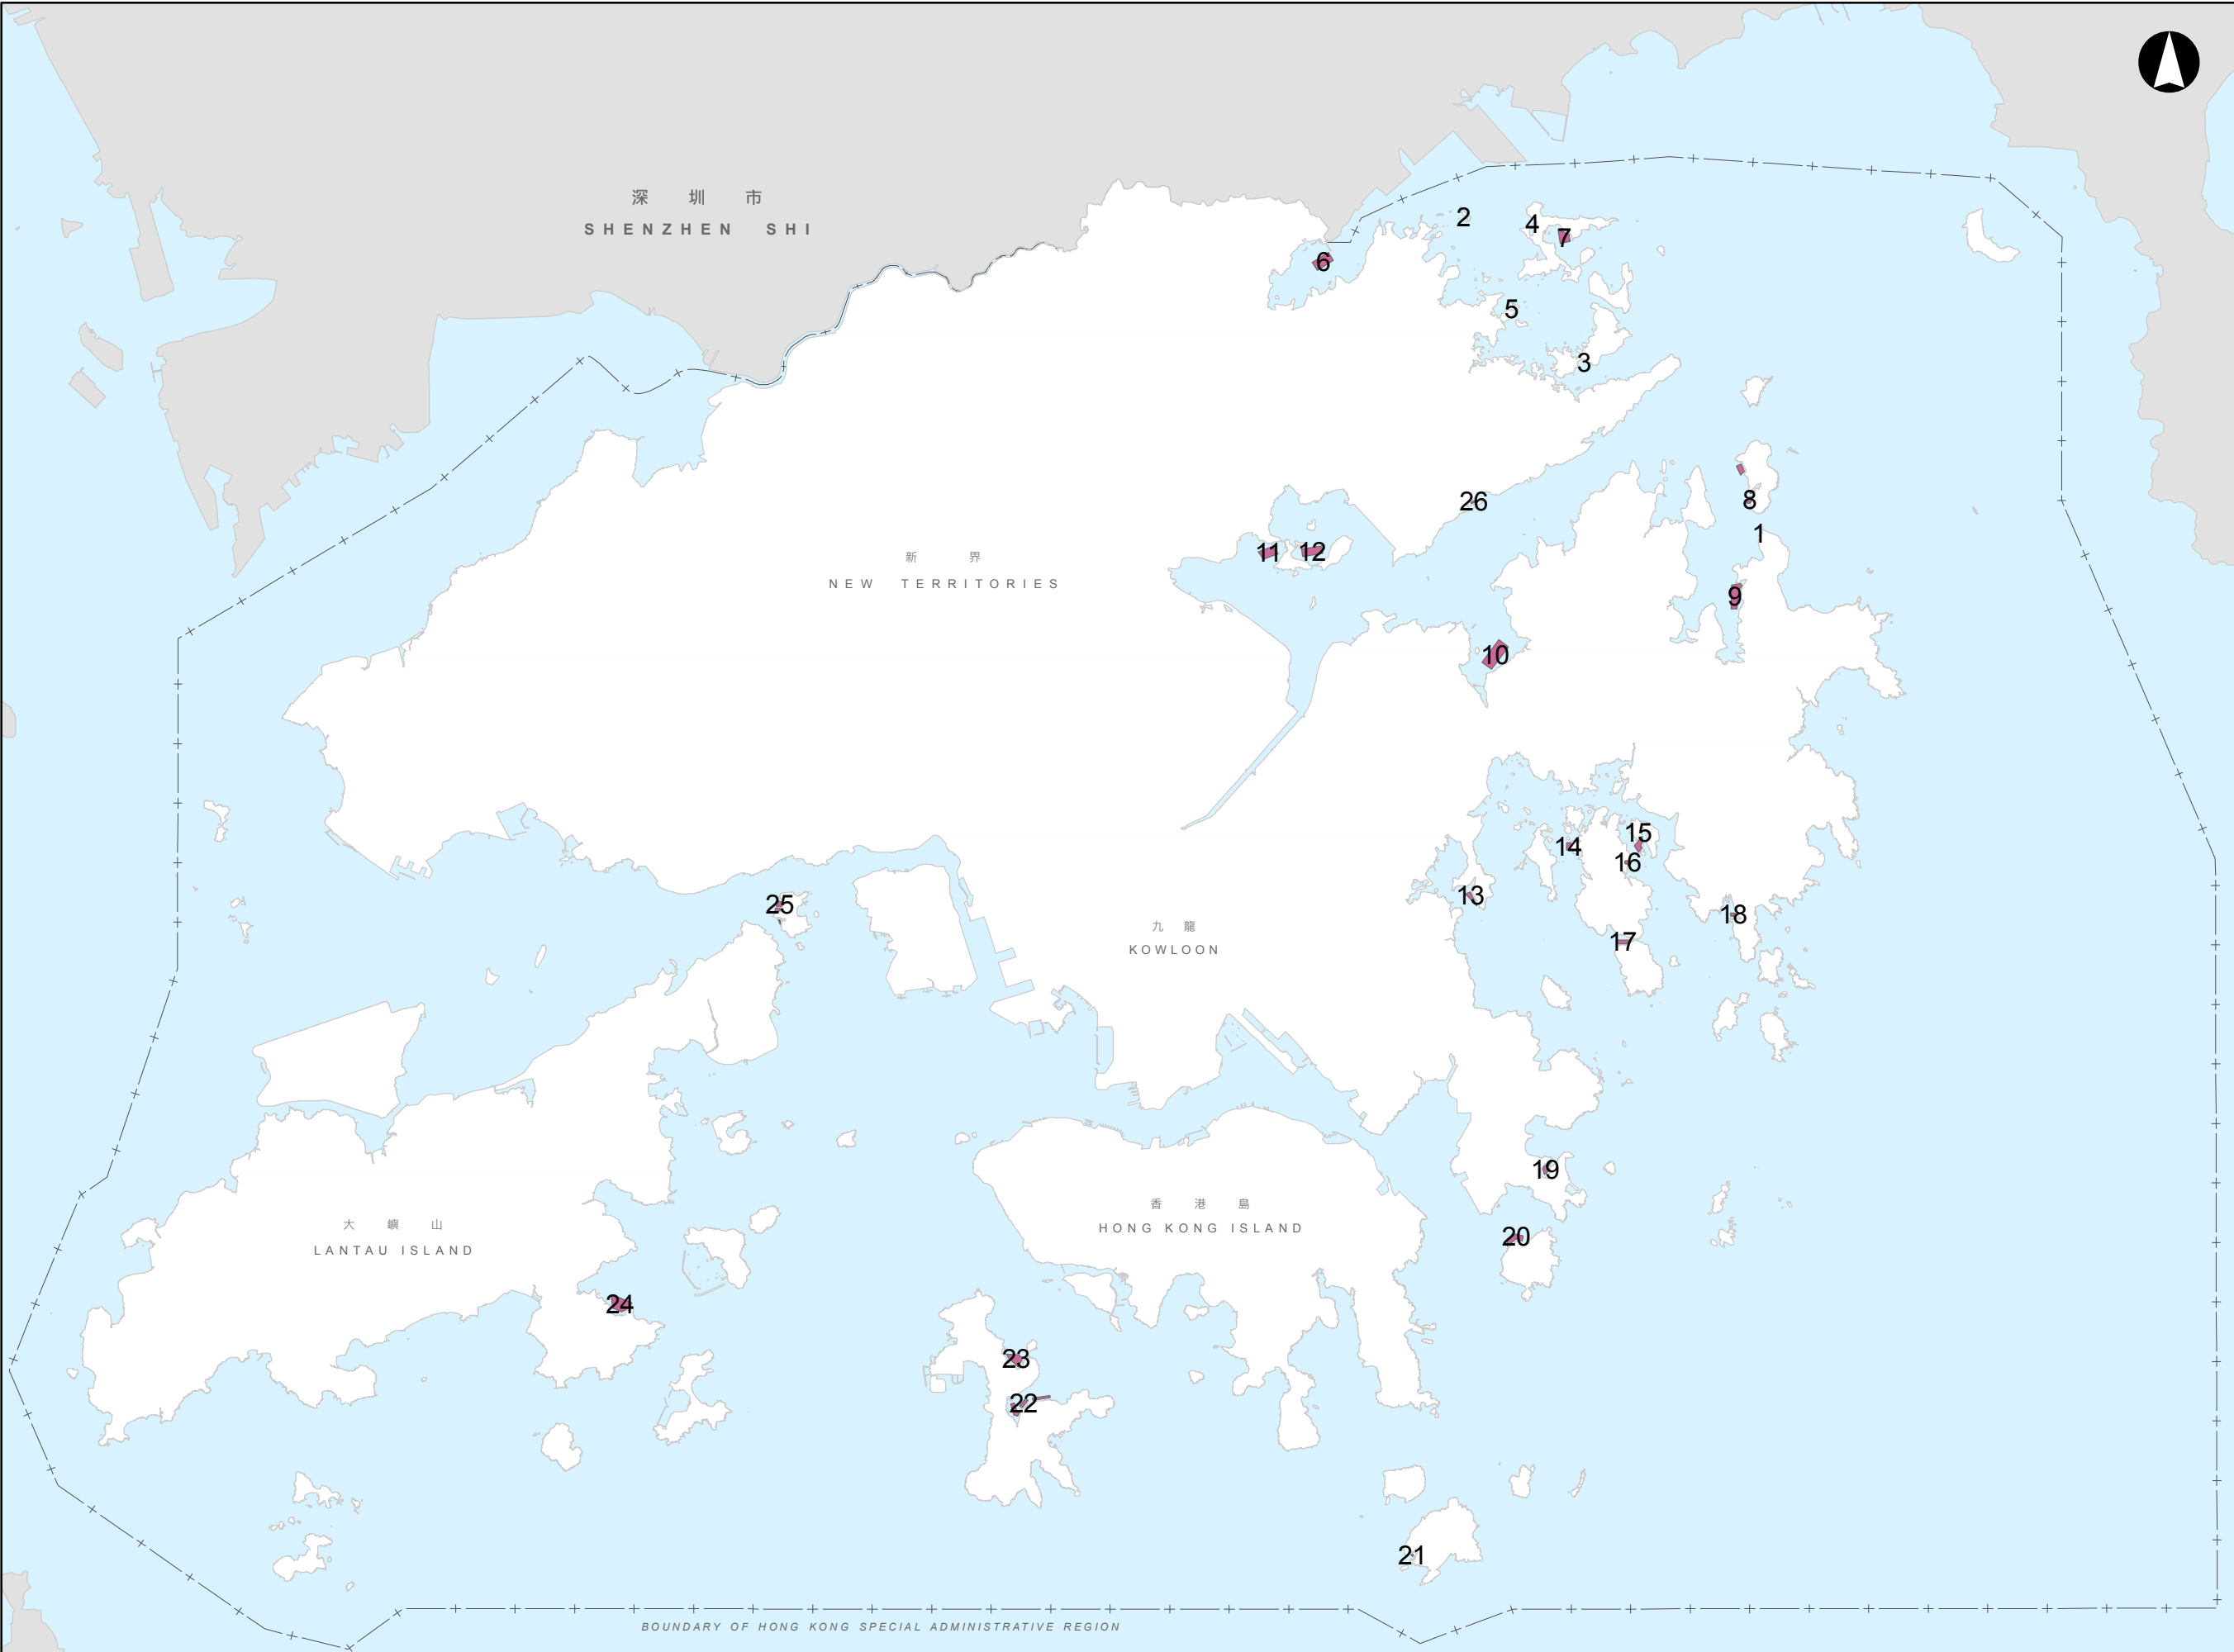 深 圳 市
SHENZHEN SHI
2
4
7
6
5
3
26
8
1
新 界
NEW TERRITORIES
11
12
9
10
15
14
16
13
25
18
九 龍
KOWLOON
17
19
香 港 島
HONG KONG ISLAND
大 嶼 山
LANTAU ISLAND
20
24
23
22
21
BOUNDARY OF HONG KONG SPECIAL ADMINISTRATIVE REGION